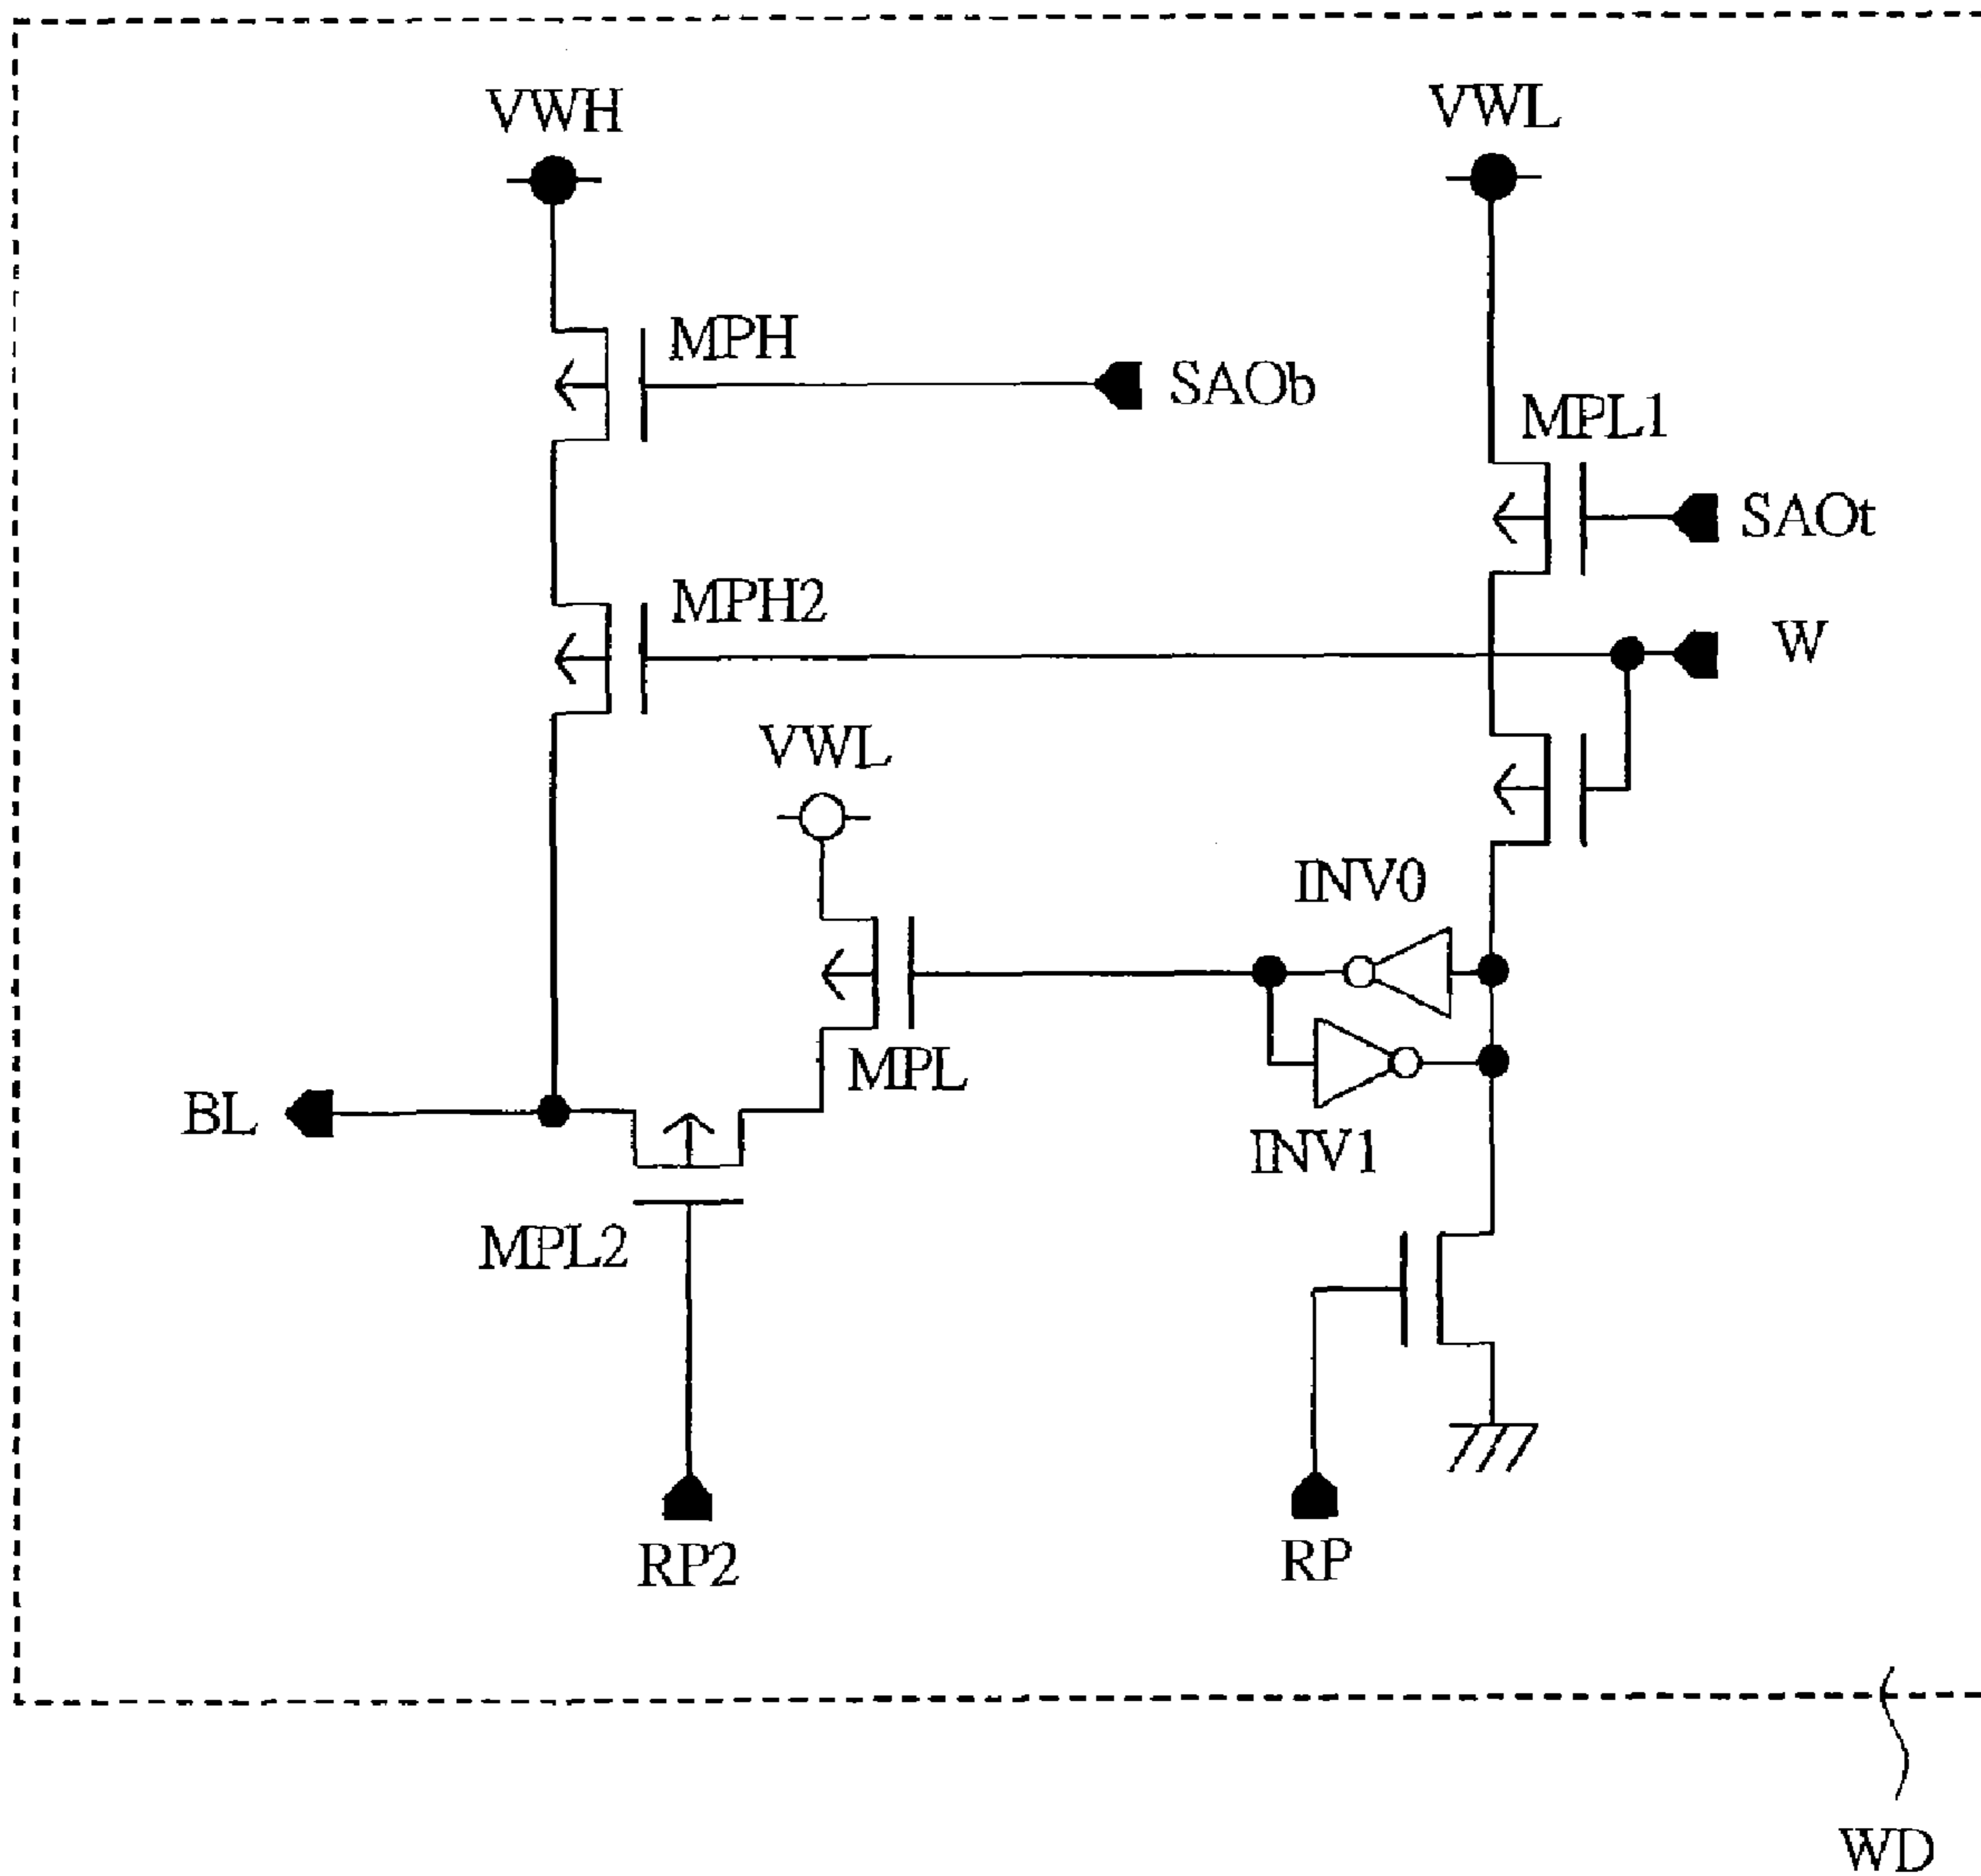 VWH
VWL
MPH
SAOb
MPL1
SAOt
MPH2
W
VWL
INV0
MPL
BL
INV1
MPL2
RP2
RP
WD